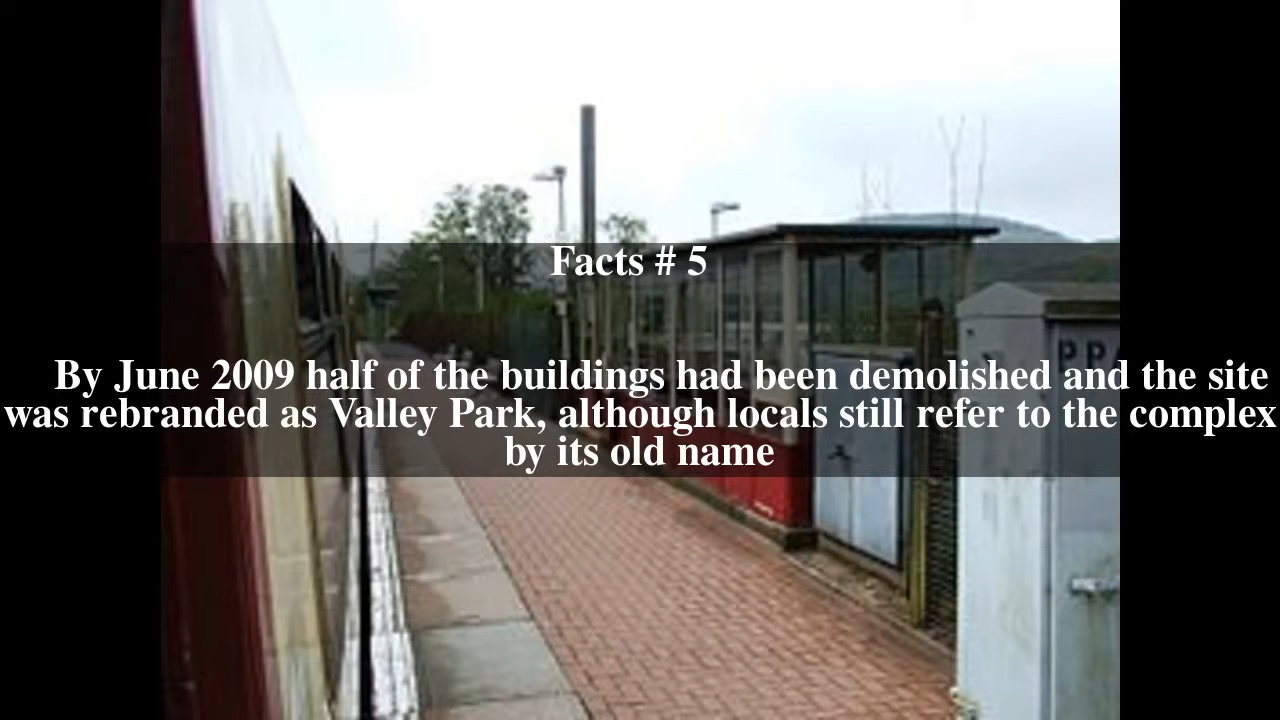 Facts # 5
By June 2009 half of the buildings had been demolished and the site
was rebranded as Valley Park, although locals still refer to the complex
by its old name